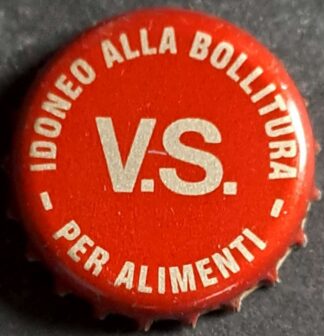 IDONEO ALLA BOLLITURA
V.S.
- PER ALIMENTI -